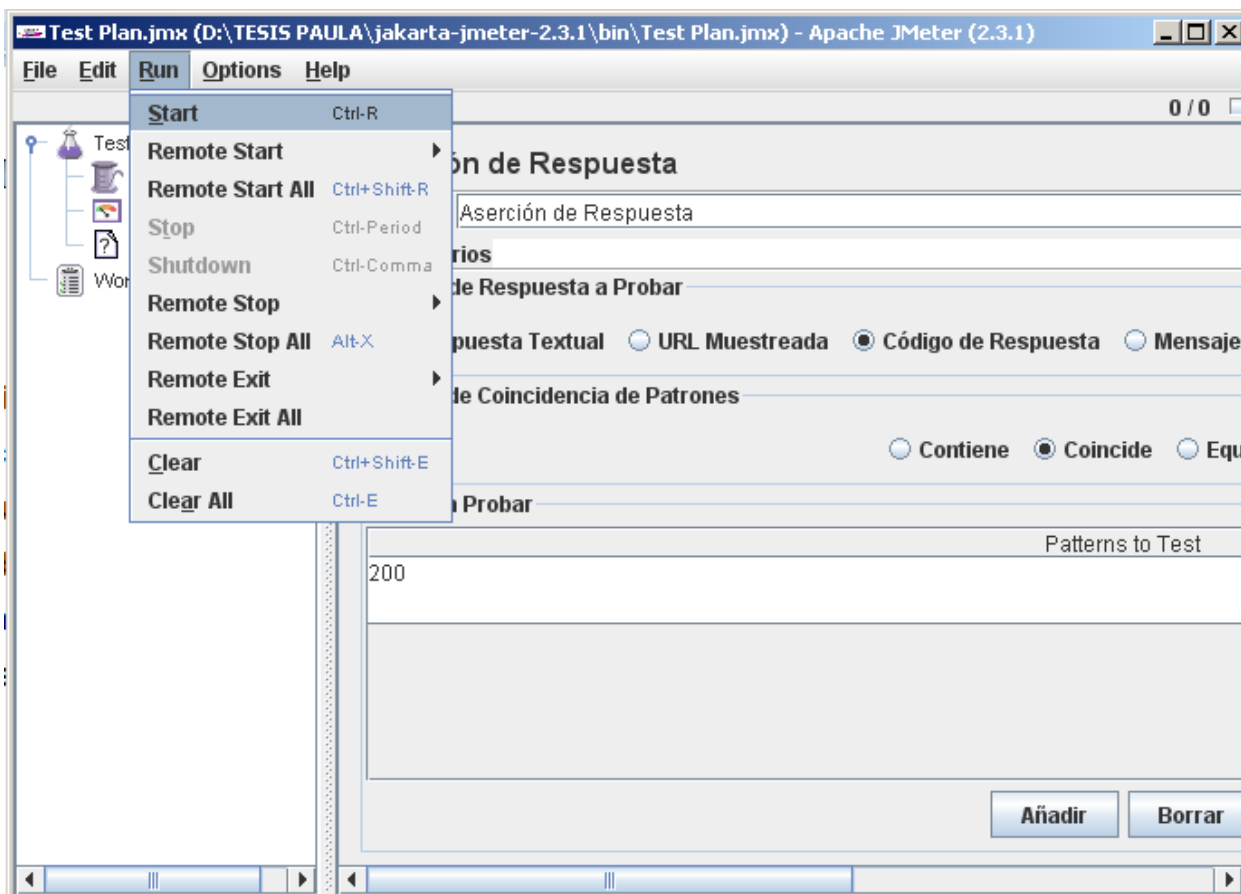 Test Plan.jmx (D:\TESIS PAULA\jakarta-jmeter-2.3.1\bin\Test Plan.jmx) - Apache JMeter (2.3.1)
File Edit Run Options Help
0 / 0
Start Ctrl-R
Remote Start
Remote Start All Ctrl+Shift-R
Stop Ctrl-Period
Shutdown Ctrl-Comma
Remote Stop
Remote Stop All Alt-X
Remote Exit
Remote Exit All
Clear Ctrl+Shift-E
Clear All Ctrl-E
Test
Wor
ón de Respuesta
Aserción de Respuesta
rios
de Respuesta a Probar
puesta Textual URL Muestreada Código de Respuesta Mensaje
de Coincidencia de Patrones
Contiene Coincide Equ
a Probar
Patterns to Test
200
Añadir Borrar